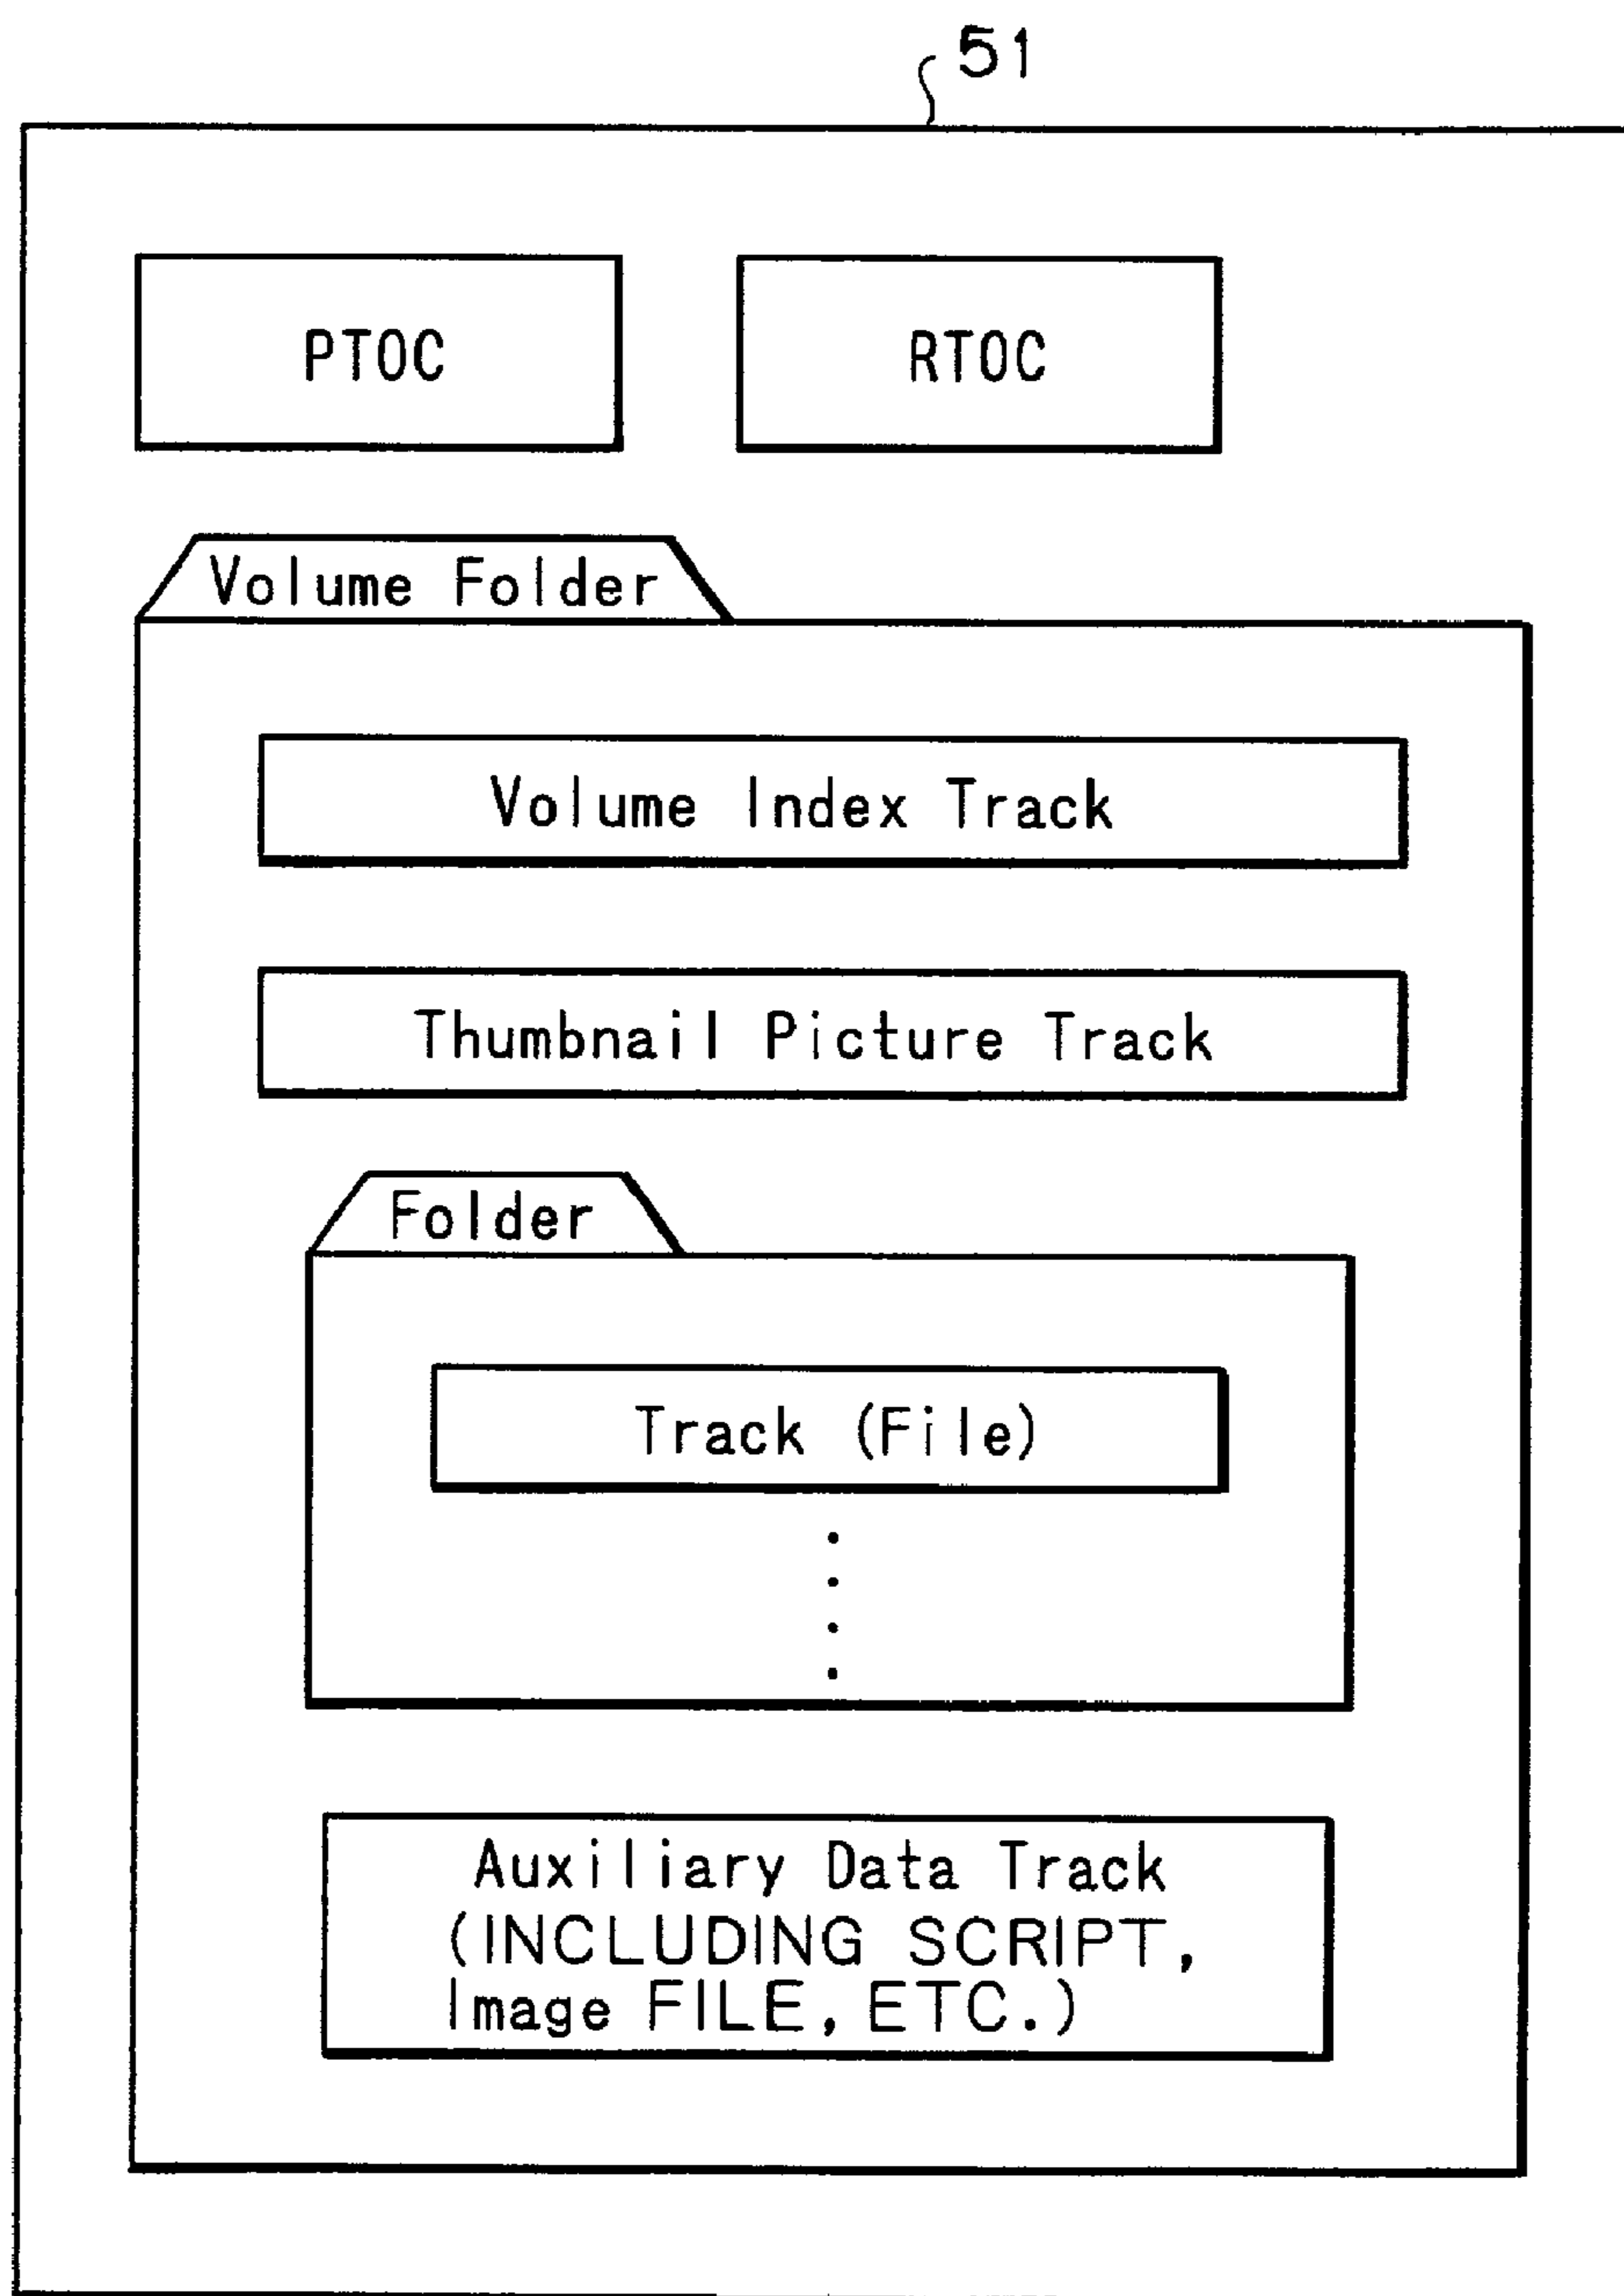 51
PTOC
RTOC
Volume Folder
Volume Index Track
Thumbnail Picture Track
Folder
Track (File)
Auxiliary Data Track
(INCLUDING SCRIPT,
Image FILE, ETC.)